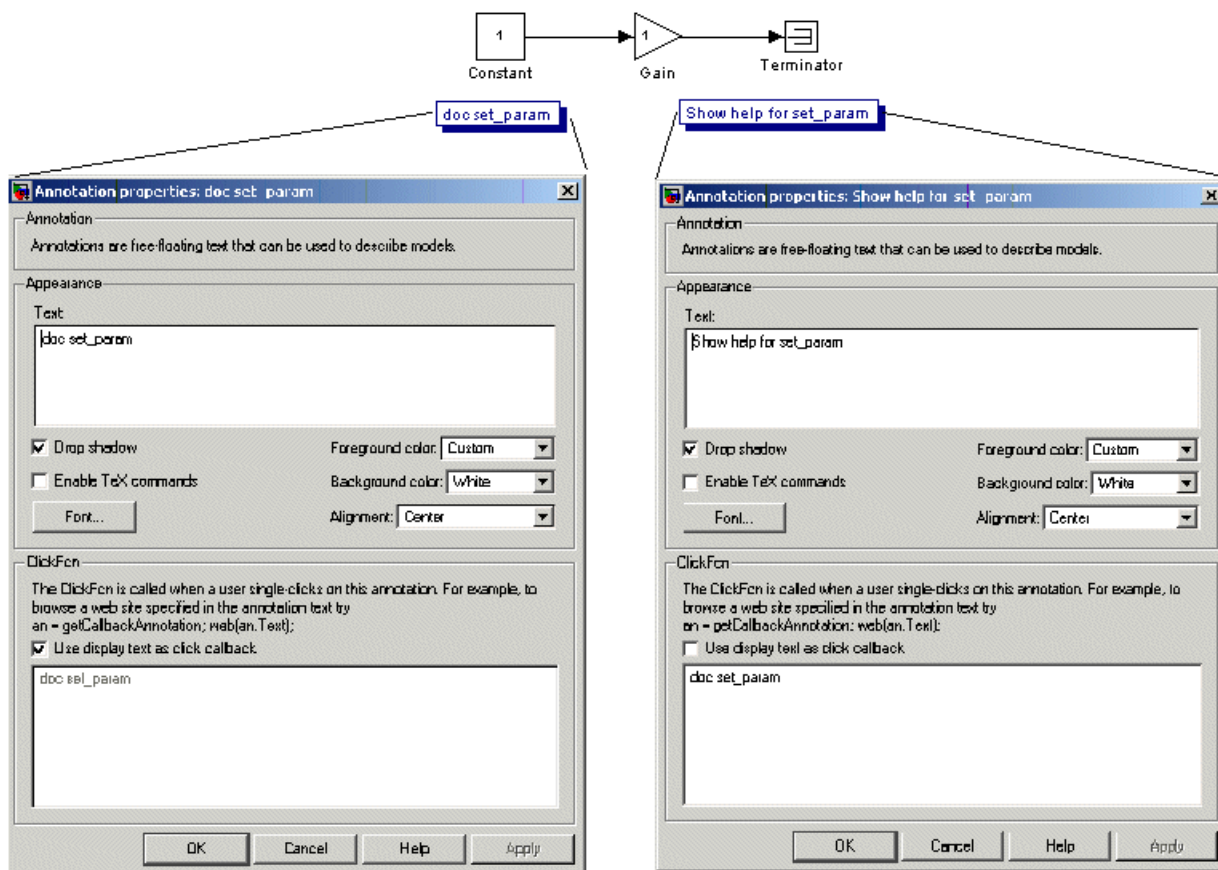 1
1
Constant
Gain
Terminator
doc set_param
Show help for set_param
Annotation properties: doc set_param
Annotation
Annotations are free-floating text that can be used to describe models.
Appearance
Text:
doc set_param
Drop shadow
Foreground color: Custom
Enable TeX commands
Background color: White
Font...
Alignment: Center
ClickFcn
The ClickFcn is called when a user single-clicks on this annotation. For example, to
browse a web site specified in the annotation text try
an = getCallbackAnnotation; web(an.Text);
Use display text as click callback
doc set_param
OK
Cancel
Help
Apply
Annotation properties: Show help for set_param
Annotation
Annotations are free-floating text that can be used to describe models.
Appearance
Text:
Show help for set_param
Drop shadow
Foreground color: Custom
Enable TeX commands
Background color: White
Font...
Alignment: Center
ClickFcn
The ClickFcn is called when a user single-clicks on this annotation. For example, to
browse a web site specified in the annotation text try
an = getCallbackAnnotation; web(an.Text);
Use display text as click callback
doc set_param
OK
Cancel
Help
Apply